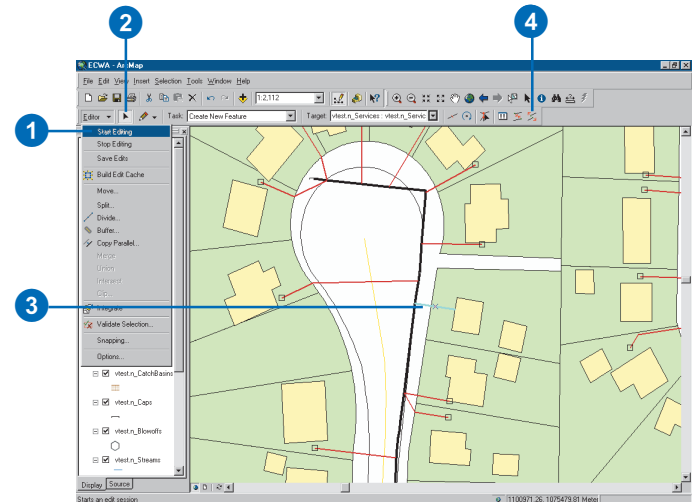 2
4
ECWA - ArcMap
File Edit View Insert Selection Tools Window Help
1:2,112
Editor Task: Create New Feature Target: vtest.n_Services : vtest.n_Servic
1
Start Editing
Stop Editing
Save Edits
Build Edit Cache
Move...
Split...
Divide...
Buffer...
Copy Parallel...
Merge
Union
Intersect
Clip...
3
Integrate
Validate Selection...
Snapping...
Options...
vtest.n_CatchBasins
vtest.n_Caps
vtest.n_Blowoffs
vtest.n_Streams
Display Source
Starts an edit session
1100971.26, 1075479.81 Meter